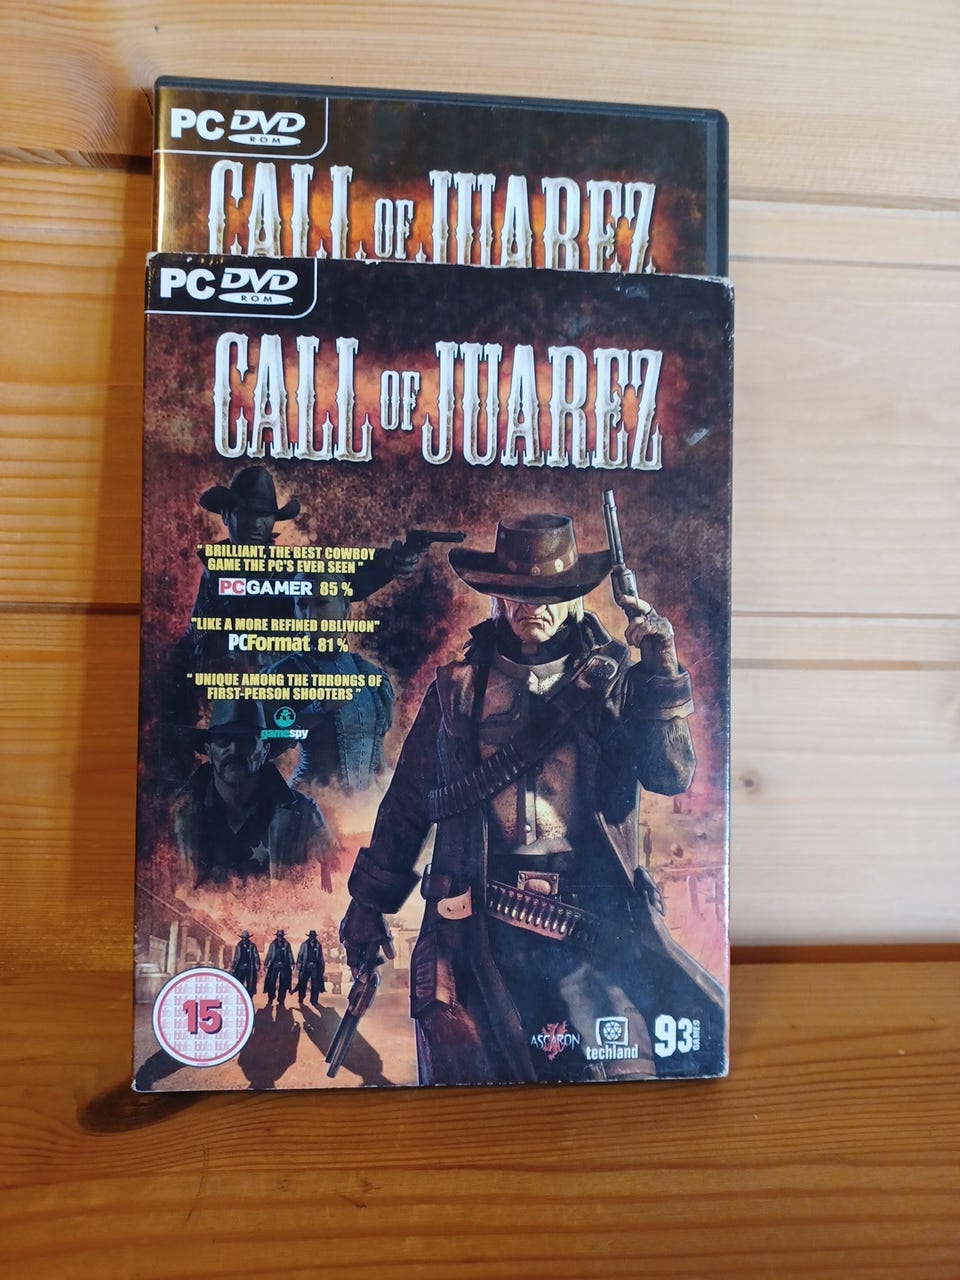 PC DVD
ROM
CALL OF JUAREZ
PC DVD
ROM
CALL OF JUAREZ
“ BRILLIANT, THE BEST COWBOY
GAME THE PC'S EVER SEEN ”
PCGAMER 85 %
"LIKE A MORE REFINED OBLIVION"
PCFormat 81 %
“ UNIQUE AMONG THE THRONGS OF
FIRST-PERSON SHOOTERS ”
gamespy
15
ASCARON
techland
93 GAMES